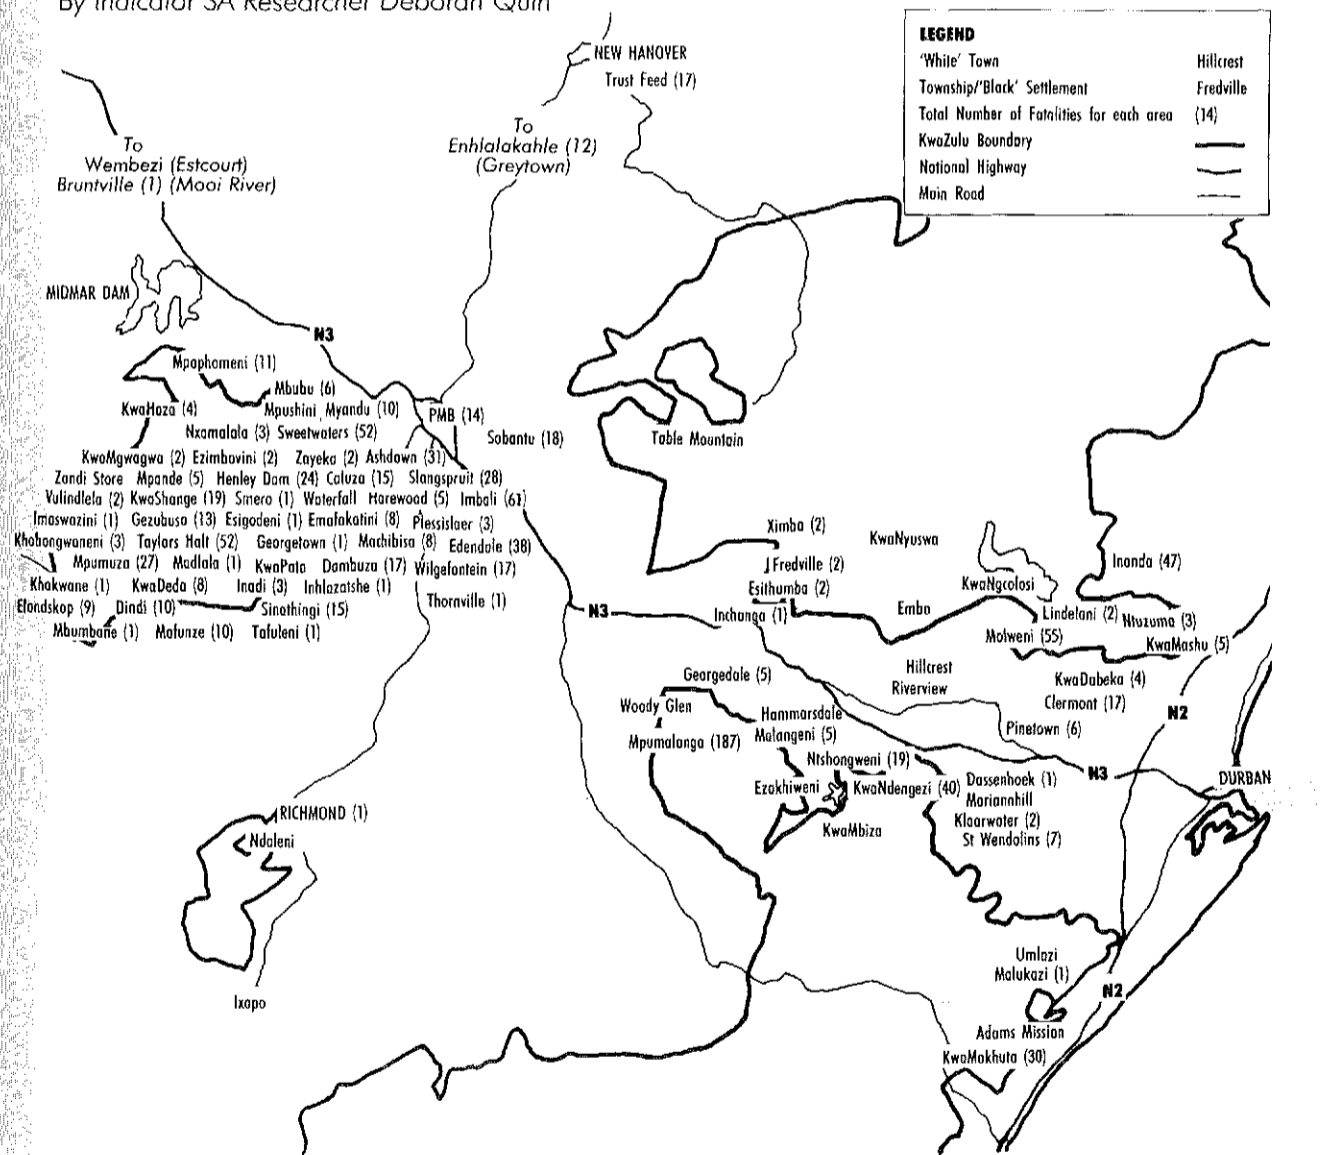 By Indicator SA Researcher Deborah Quin
LEGEND
'White' Town Hillcrest
Township/'Black' Settlement Fredville
Total Number of Fatalities for each area (14)
KwaZulu Boundary
National Highway
Main Road
NEW HANOVER
Trust Feed (17)
To
Enhlalakahle (12)
(Greytown)
To
Wembezi (Estcourt)
Bruntville (1) (Mooi River)
MIDMAR DAM
N3
Mpophomeni (11)
Mbubu (6)
KwaHaza (4)
Mpushini Myandu (10)
PMB (14)
Nxamalala (3) Sweetwaters (52)
Sobantu (18)
Table Mountain
KwaMgwagwa (2) Ezimbovini (2) Zayeka (2) Ashdown (31)
Zondi Store Mpande (5) Henley Dam (24) Caluza (15) Slangspruit (28)
Vulindlela (2) KwaShange (19) Smero (1) Waterfall Harewood (5) Imbali (61)
Imaswazini (1) Gezubuso (13) Esigodeni (1) Emafakatini (8) Plessislaer (3)
Khobongwaneni (3) Taylors Halt (52) Georgetown (1) Machibisa (8) Edendale (38)
Mpumuza (27) Madlala (1) KwaPata Dambuza (17) Wilgefontein (17)
Khokwane (1) KwaDeda (8) Inadi (3) Inhlazatshe (1)
Elandskop (9) Dindi (10) Sinathingi (15)
Thornville (1)
Mbumbane (1) Mafunze (10) Tafuleni (1)
Ximba (2)
KwaNyuswa
Fredville (2)
Inanda (47)
Esithumba (2)
KwaNgcolosi
N3
Inchanga (1)
Embo
Lindelani (2)
Ntuzuma (3)
Molweni (55)
KwaMashu (5)
Georgedale (5)
Hillcrest
Riverview
KwaDabeka (4)
Clermont (17)
Woody Glen
Hammarsdale
N2
Mpumalanga (187)
Malangeni (5)
Pinetown (6)
Ntshongweni (19)
N3
DURBAN
Ezakhiweni
KwaNdengezi (40)
Dassenhoek (1)
Mariannhill
KwaMbiza
Klaarwater (2)
St Wendolins (7)
RICHMOND (1)
Ndaleni
Ixopo
Umlazi
Malukazi (1)
N2
Adams Mission
KwaMakhuta (30)